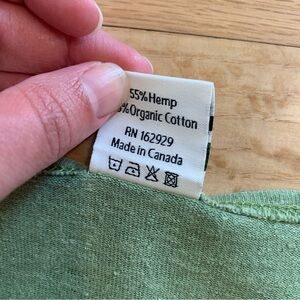 55% Hemp
% Organic Cotton
RN 162929
Made in Canada